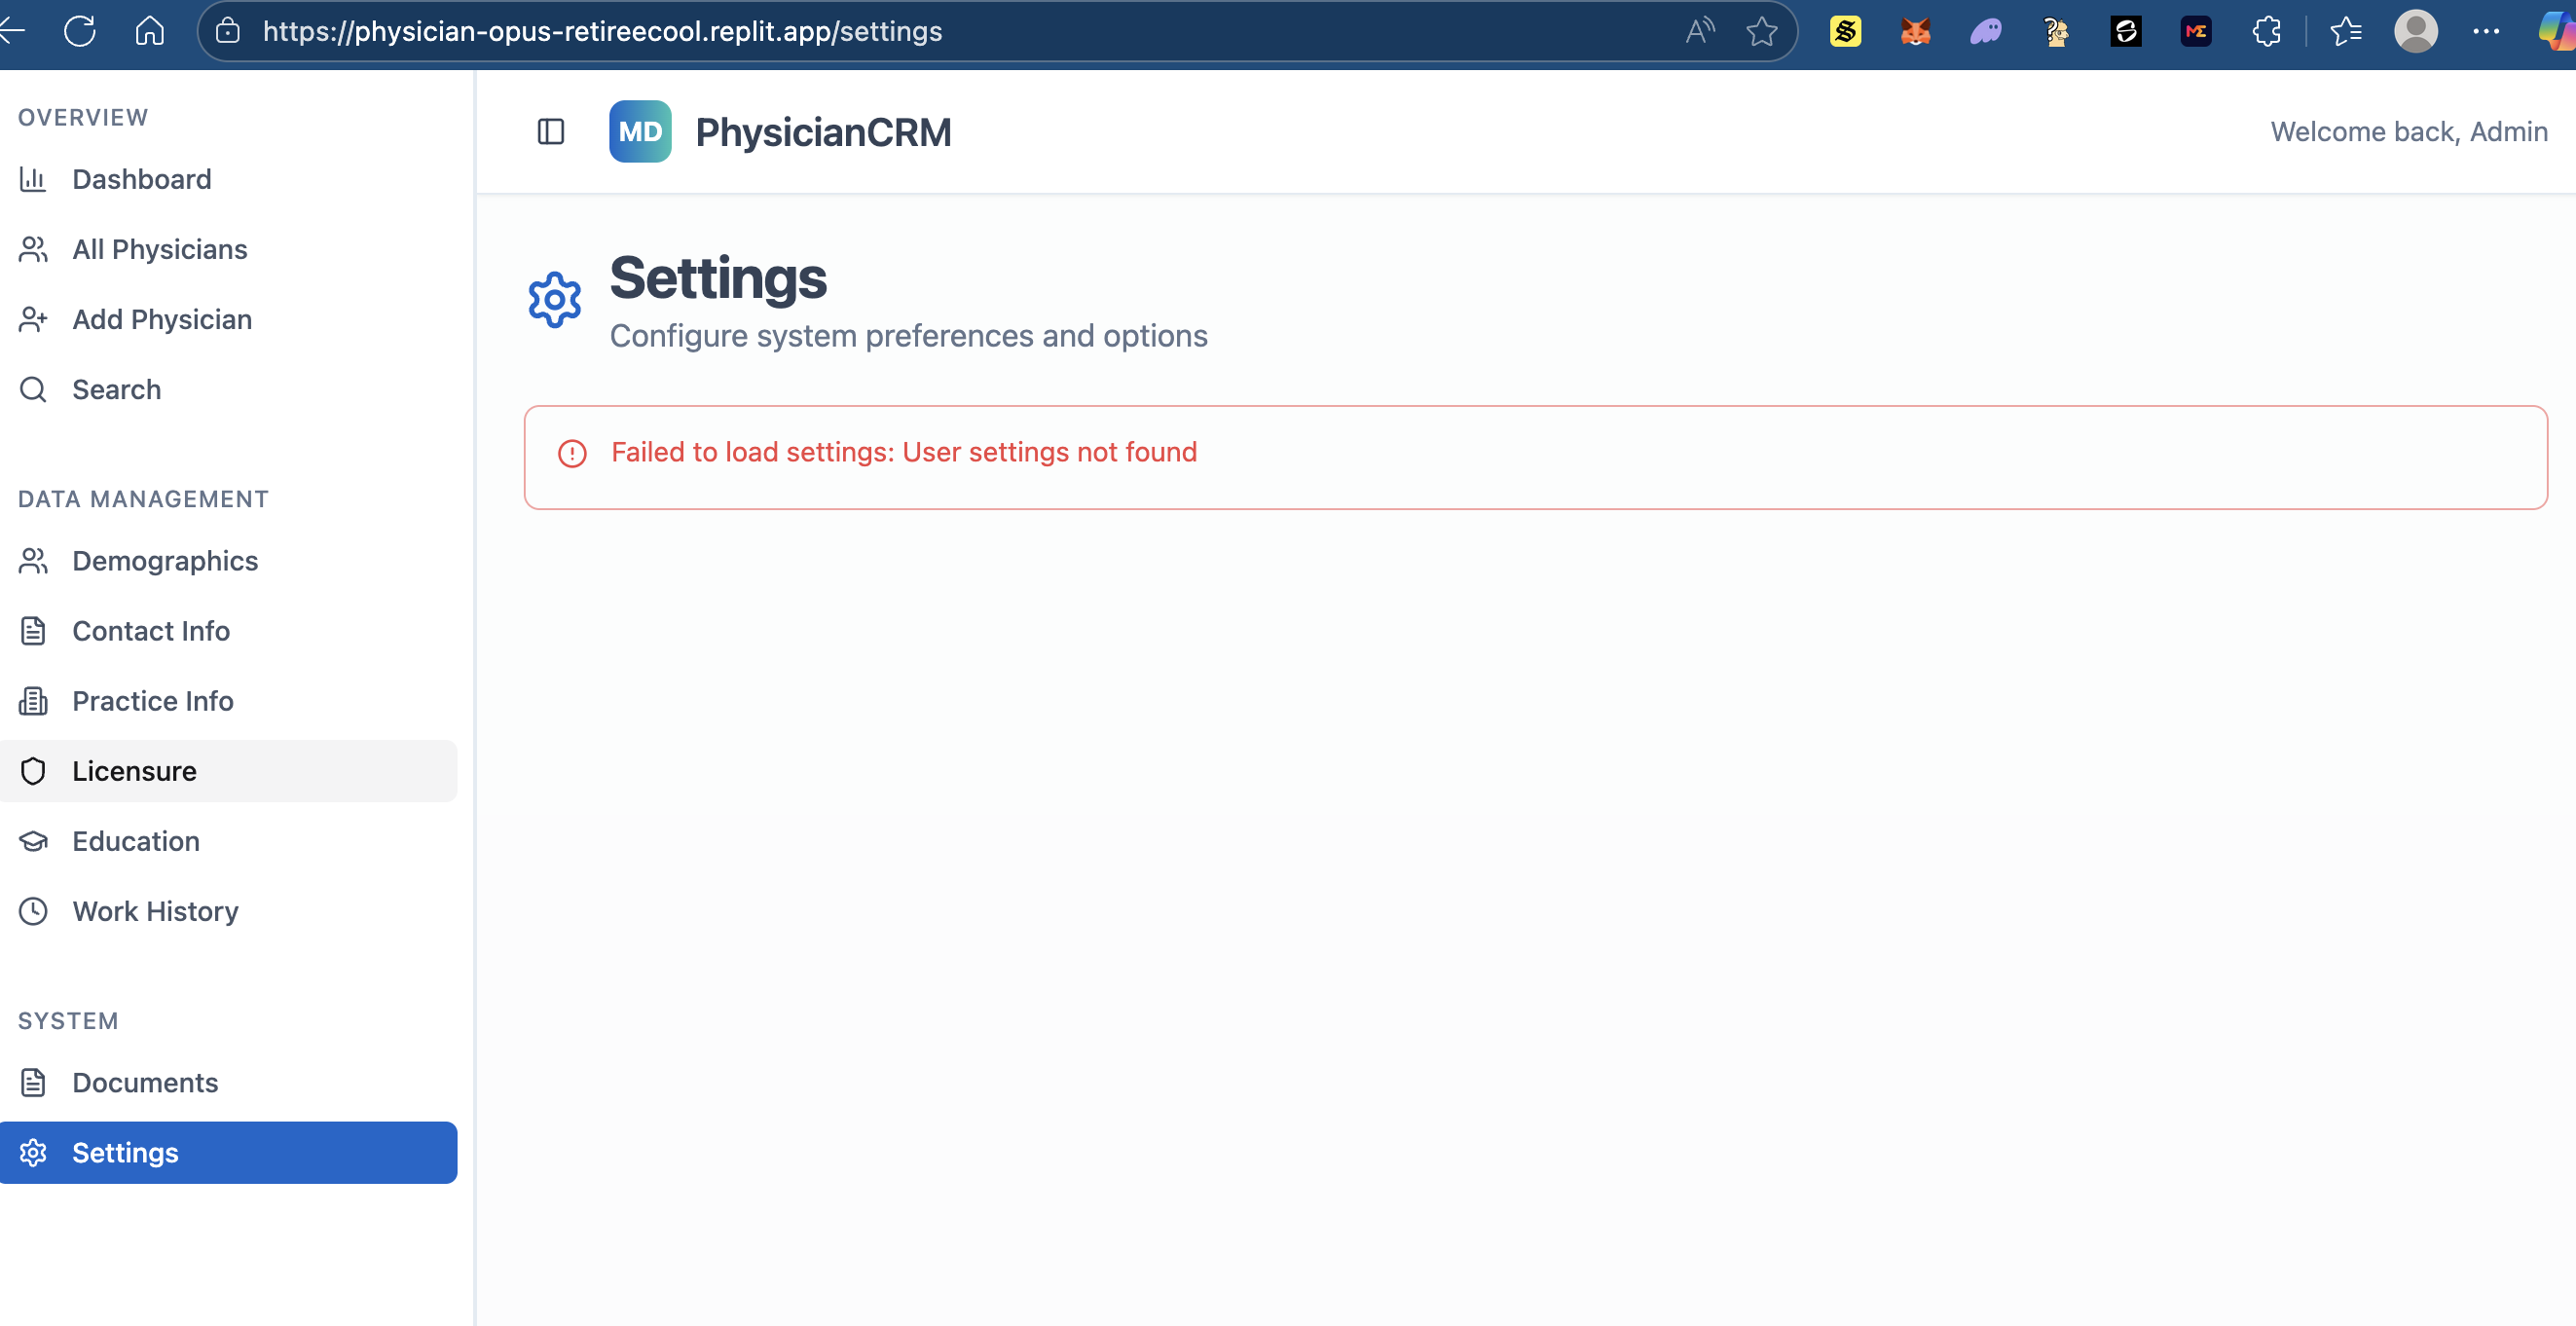 https://physician-opus-retireecool.replit.app/settings
OVERVIEW
Dashboard
All Physicians
Add Physician
Search
DATA MANAGEMENT
Demographics
Contact Info
Practice Info
Licensure
Education
Work History
SYSTEM
Documents
Settings
MD PhysicianCRM
Welcome back, Admin
Settings
Configure system preferences and options
Failed to load settings: User settings not found